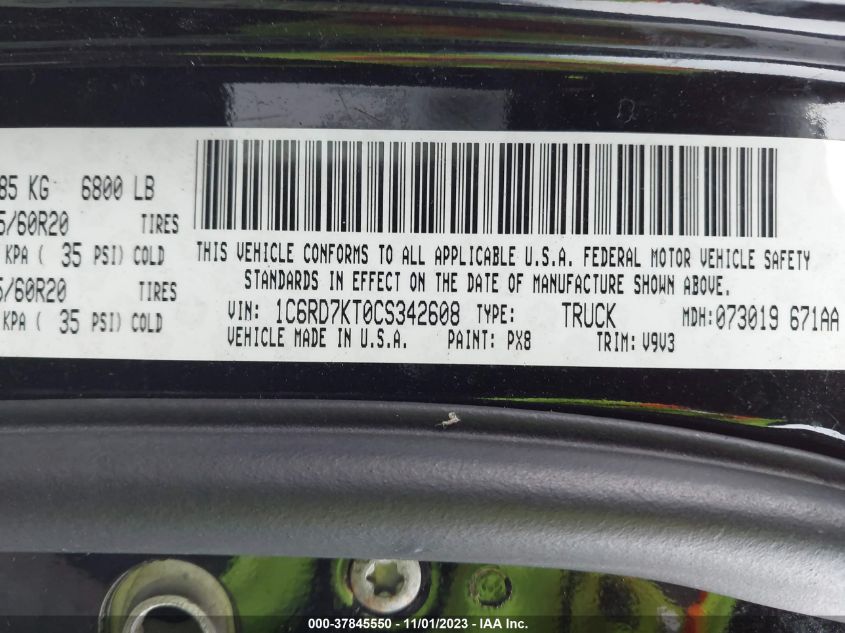 85 KG 6800 LB
5/60R20 TIRES
KPA ( 35 PSI) COLD
5/60R20 TIRES
KPA ( 35 PSI) COLD
THIS VEHICLE CONFORMS TO ALL APPLICABLE U.S.A. FEDERAL MOTOR VEHICLE SAFETY
STANDARDS IN EFFECT ON THE DATE OF MANUFACTURE SHOWN ABOVE.
VIN: 1C6RD7KT0CS342608 TYPE: TRUCK MDH:073019 671AA
VEHICLE MADE IN U.S.A. PAINT: PX8 TRIM: V9V3
000-37845550 - 11/01/2023 - IAA Inc.